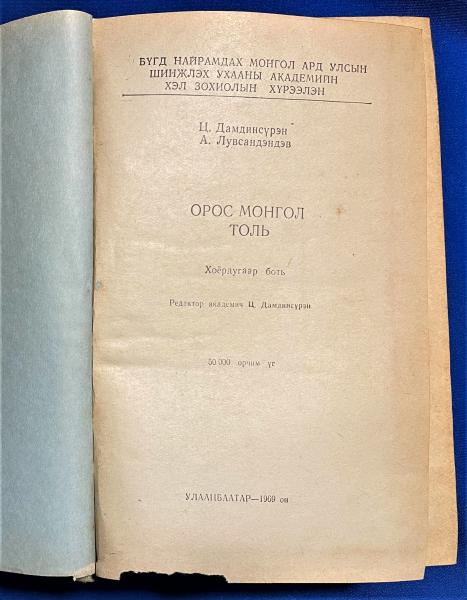 БҮГД НАЙРАМДАХ МОНГОЛ АРД УЛСЫН
ШИНЖЛЭХ УХААНЫ АКАДЕМИЙН
ХЭЛ ЗОХИОЛЫН ХҮРЭЭЛЭН
Ц. Дамдинсүрэн
А. Лувсандэндэв
ОРОС МОНГОЛ
ТОЛЬ
Хоёрдугаар боть
Редактор академич Ц. Дамдинсүрэн
50 000 орчим үг
УЛААНБААТАР—1969 он